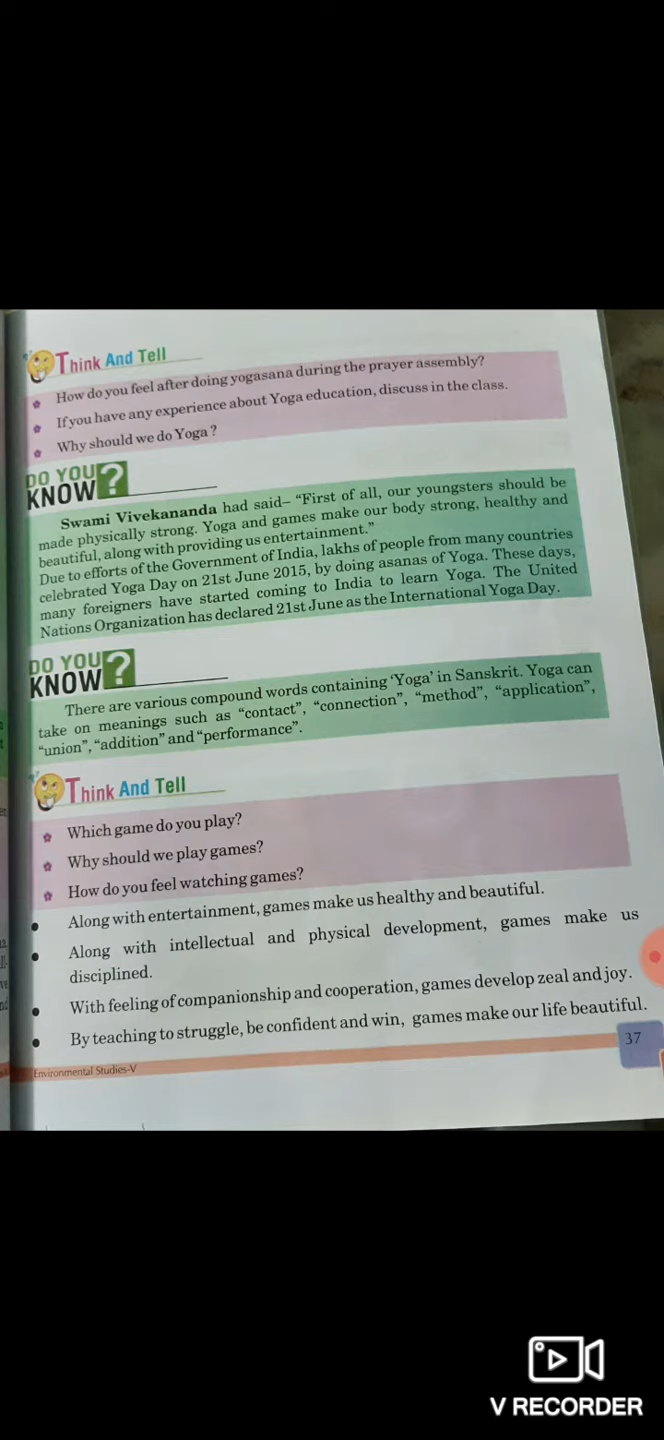 Think And Tell
How do you feel after doing yogasana during the prayer assembly?
If you have any experience about Yoga education, discuss in the class.
Why should we do Yoga ?
DO YOU
KNOW ?
Swami Vivekananda had said– “First of all, our youngsters should be
made physically strong. Yoga and games make our body strong, healthy and
beautiful, along with providing us entertainment.”
Due to efforts of the Government of India, lakhs of people from many countries
celebrated Yoga Day on 21st June 2015, by doing asanas of Yoga. These days,
many foreigners have started coming to India to learn Yoga. The United
Nations Organization has declared 21st June as the International Yoga Day.
DO YOU
KNOW ?
There are various compound words containing ‘Yoga’ in Sanskrit. Yoga can
take on meanings such as “contact”, “connection”, “method”, “application”,
“union”, “addition” and “performance”.
Think And Tell
Which game do you play?
Why should we play games?
How do you feel watching games?
• Along with entertainment, games make us healthy and beautiful.
• Along with intellectual and physical development, games make us
disciplined.
• With feeling of companionship and cooperation, games develop zeal and joy.
• By teaching to struggle, be confident and win, games make our life beautiful.
37
Environmental Studies-V
V RECORDER